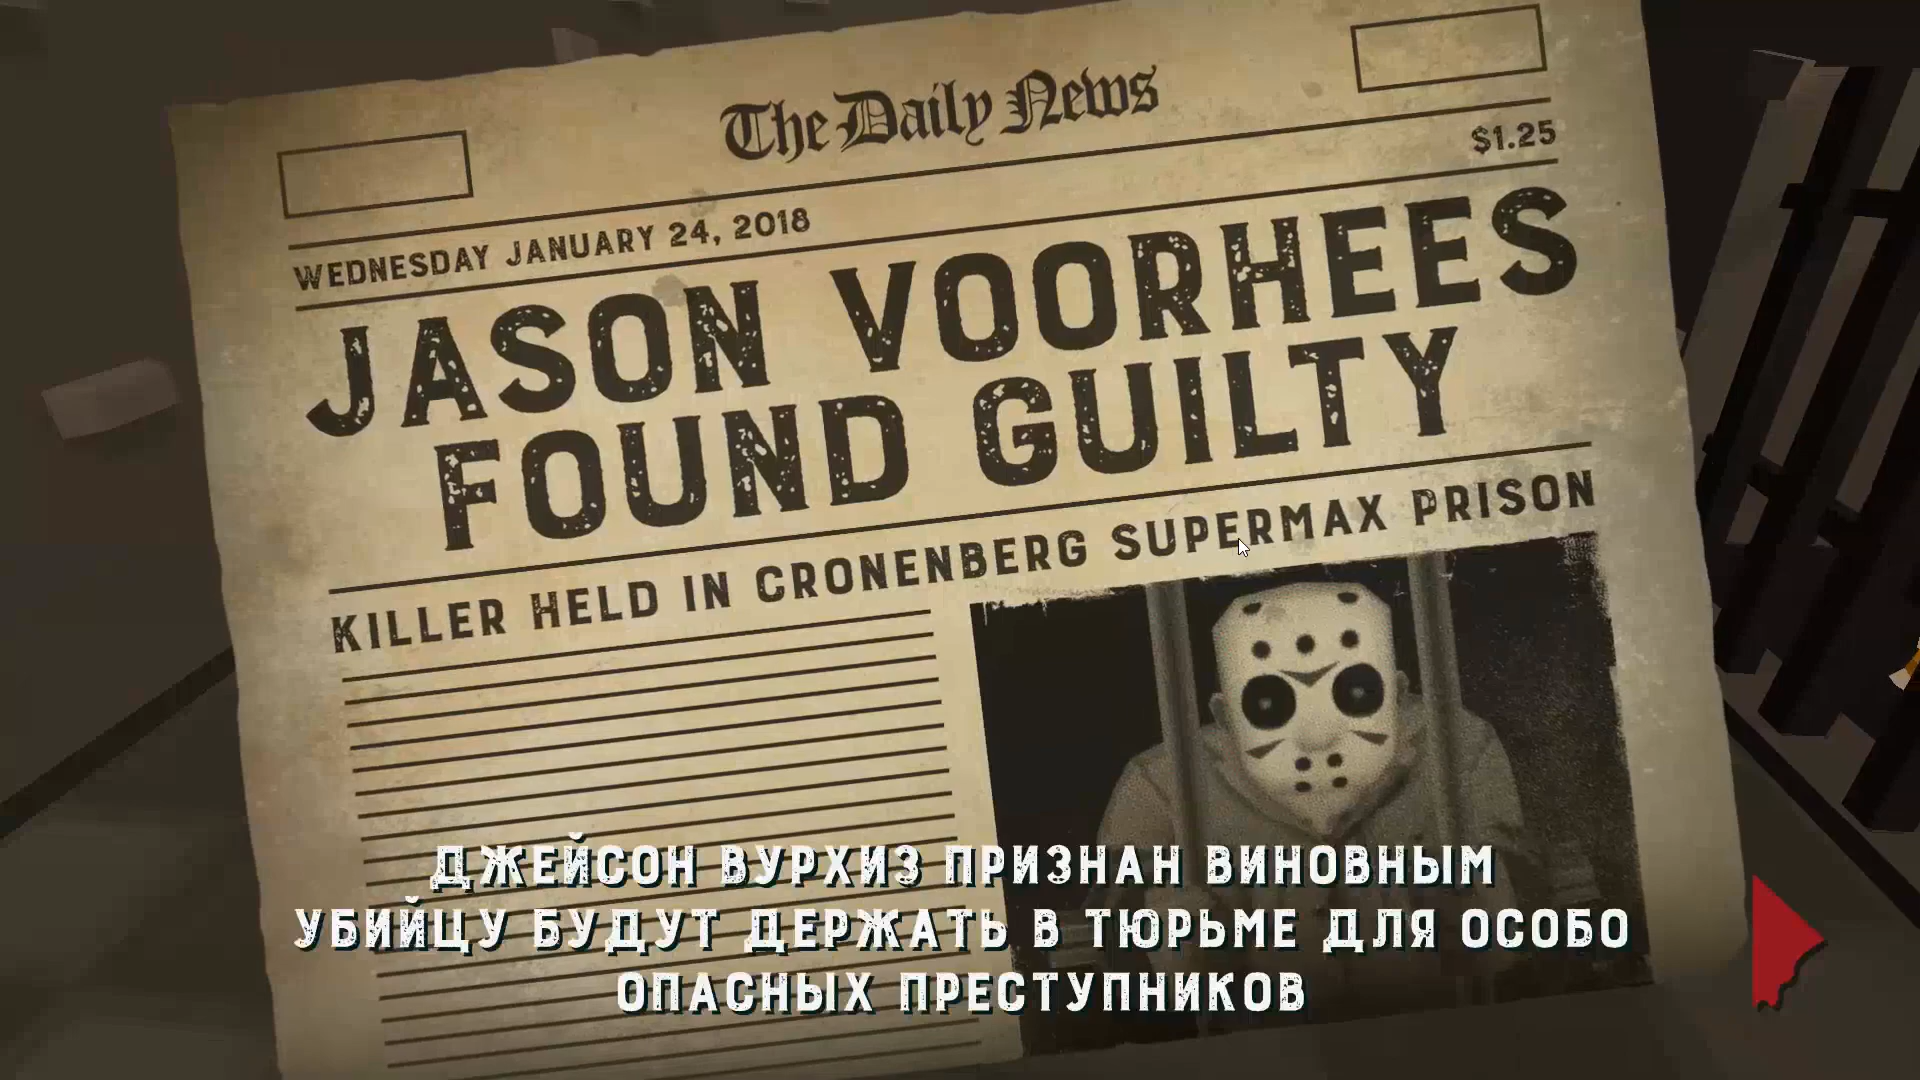 The Daily News
$1.25
WEDNESDAY JANUARY 24, 2018
JASON VOORHEES
FOUND GUILTY
KILLER HELD IN CRONENBERG SUPERMAX PRISON
ДЖЕЙСОН ВУРХИЗ ПРИЗНАН ВИНОВНЫМ
УБИЙЦУ БУДУТ ДЕРЖАТЬ В ТЮРЬМЕ ДЛЯ ОСОБО
ОПАСНЫХ ПРЕСТУПНИКОВ